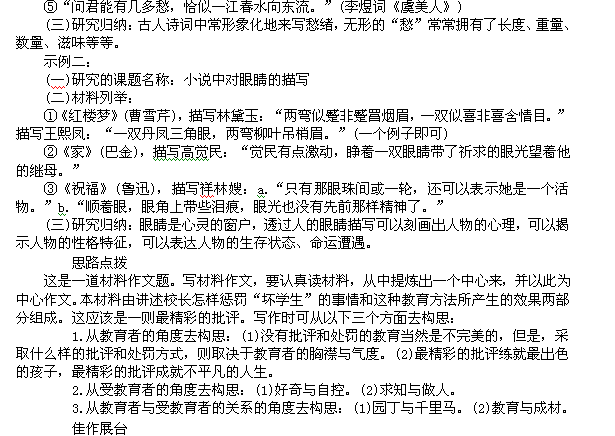 ⑤“问君能有几多愁，恰似一江春水向东流。”(李煜词《虞美人》)
(三)研究归纳：古人诗词中常形象化地来写愁绪，无形的“愁”常常拥有了长度、重量、
数量、滋味等等。
示例二：
(一)研究的课题名称：小说中对眼睛的描写
(二)材料列举：
①《红楼梦》(曹雪芹)，描写林黛玉：“两弯似蹙非蹙罥烟眉，一双似喜非喜含情目。”
描写王熙凤：“一双丹凤三角眼，两弯柳叶吊梢眉。”(一个例子即可)
②《家》(巴金)，描写高觉民：“觉民有点激动，睁着一双眼睛带了祈求的眼光望着他
的继母。”
③《祝福》(鲁迅)，描写祥林嫂：a.“只有那眼珠间或一轮，还可以表示她是一个活
物。”b.“顺着眼，眼角上带些泪痕，眼光也没有先前那样精神了。”
(三)研究归纳：眼睛是心灵的窗户，透过人的眼睛描写可以刻画出人物的心理，可以揭
示人物的性格特征，可以表达人物的生存状态、命运遭遇。
思路点拨
这是一道材料作文题。写材料作文，要认真读材料，从中提炼出一个中心来，并以此为
中心作文。本材料由讲述校长怎样惩罚“坏学生”的事情和这种教育方法所产生的效果两部
分组成。这应该是一则最精彩的批评。写作时可从以下三个方面去构思：
1.从教育者的角度去构思：(1)没有批评和处罚的教育当然是不完美的，但是，采
取什么样的批评和处罚方式，则取决于教育者的胸襟与气度。(2)最精彩的批评练就最出色
的孩子，最精彩的批评成就不平凡的人生。
2.从受教育者的角度去构思：(1)好奇与自控。(2)求知与做人。
3.从教育者与受教育者的关系的角度去构思：(1)园丁与千里马。(2)教育与成材。
佳作展台